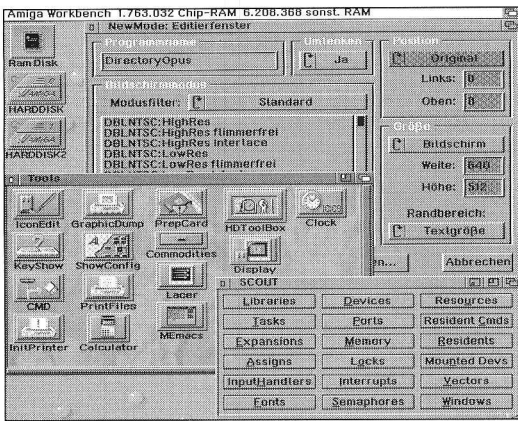 Amiga Workbench 1.763.032 Chip-RAM 6.208.368 sonst. RAM
NewMode: Editierfenster
Ram Disk
HARDDISK
HARDDISK2
Programmname
DirectoryOpus
Umlenken
Ja
Position
Original
Links: 0
Oben: 0
Bildschirmmodus
Modusfilter: Standard
DBLNTSC:HighRes
DBLNTSC:HighRes flimmerfrei
DBLNTSC:HighRes Interlace
DBLNTSC:LowRes
DBLNTSC:LowRes flimmerfrei
Größe
Bildschirm
Weite: 640
Höhe: 512
Randbereich:
Textgröße
en...
Abbrechen
Tools
IconEdit
GraphicDump
PrepCard
HDToolBox
Clock
KeyShow
ShowConfig
Commodities
Display
CMD
PrintFiles
Lacer
InitPrinter
Calculator
MEmacs
SCOUT
Libraries
Devices
Resources
Tasks
Ports
Resident Cmds
Expansions
Memory
Residents
Assigns
Locks
Mounted Devs
InputHandlers
Interrupts
Vectors
Fonts
Semaphores
Windows